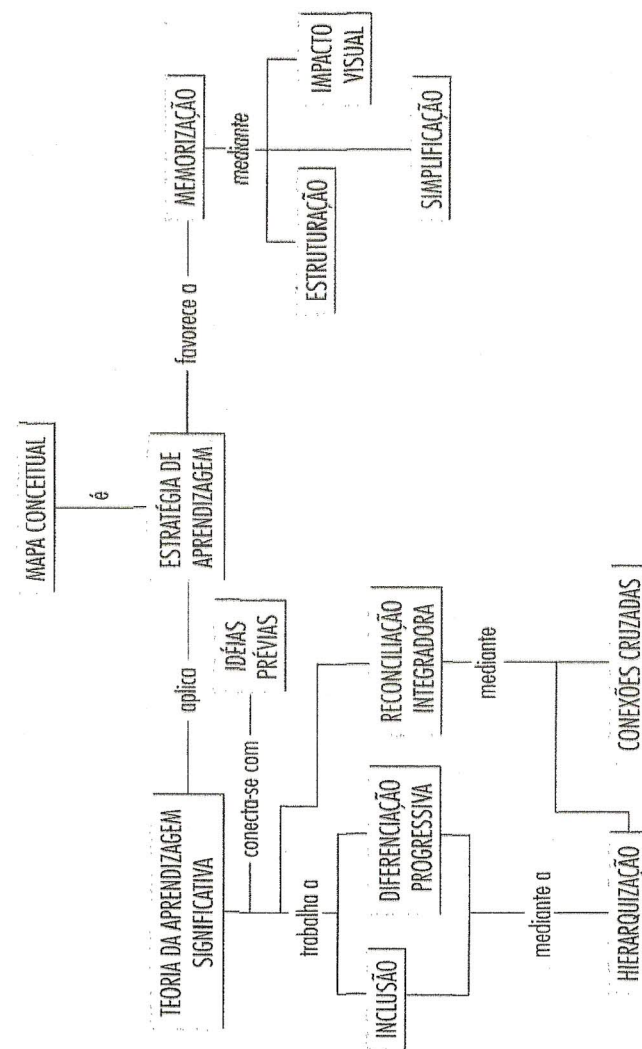 MAPA CONCEITUAL
é
ESTRATÉGIA DE
APRENDIZAGEM
aplica
favorece a
TEORIA DA APRENDIZAGEM
SIGNIFICATIVA
MEMORIZAÇÃO
conecta-se com
IDÉIAS
PRÉVIAS
mediante
trabalha a
ESTRUTURAÇÃO
IMPACTO
VISUAL
INCLUSÃO
DIFERENCIAÇÃO
PROGRESSIVA
RECONCILIAÇÃO
INTEGRADORA
SIMPLIFICAÇÃO
mediante a
mediante
HIERARQUIZAÇÃO
CONEXÕES CRUZADAS